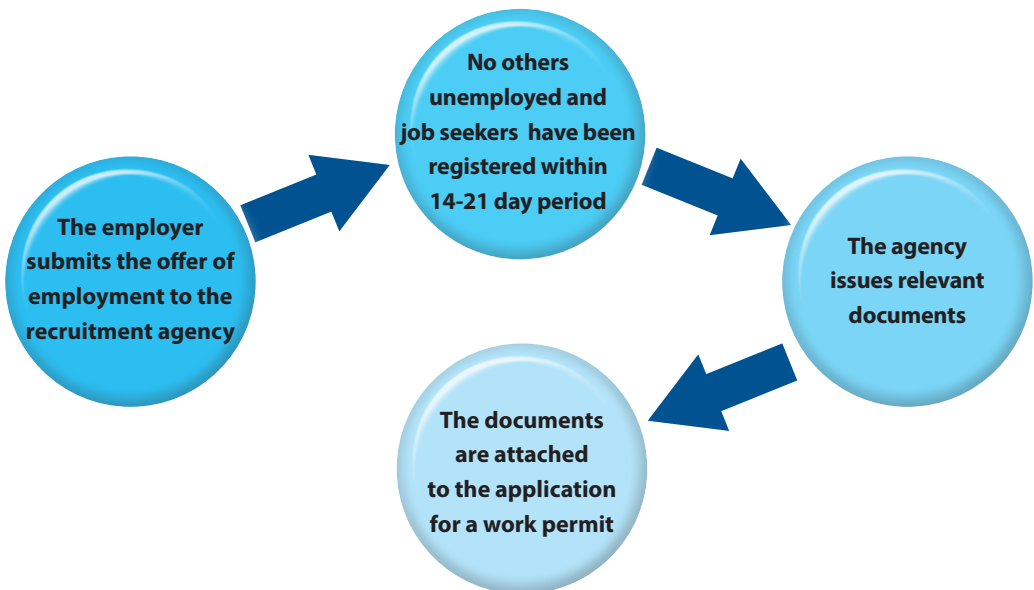 The employer
submits the offer of
employment to the
recruitment agency
No others
unemployed and
job seekers have been
registered within
14-21 day period
The agency
issues relevant
documents
The documents
are attached
to the application
for a work permit